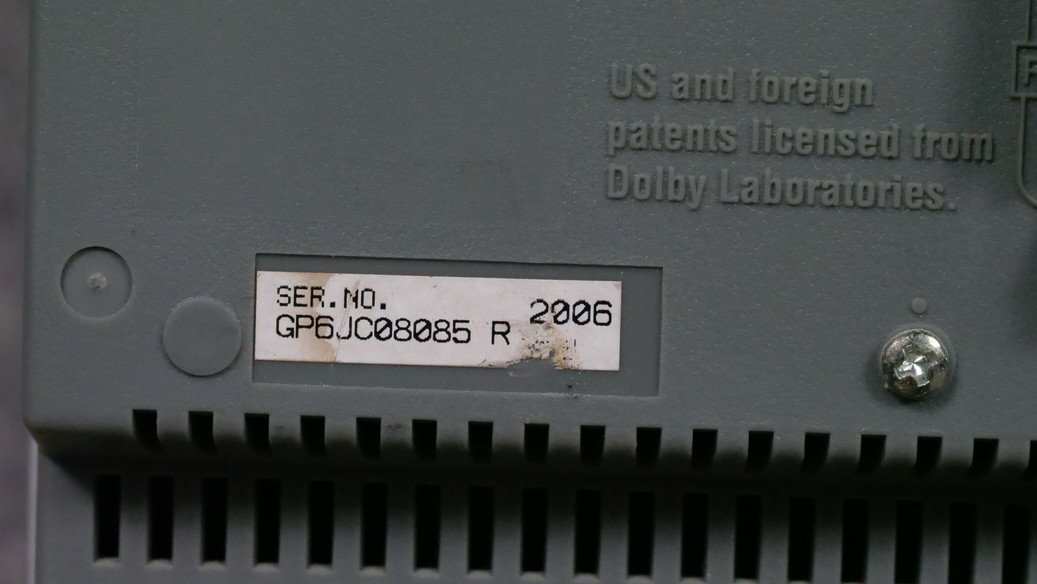 US and foreign
patents licensed from
Dolby Laboratories.
SER.NO.
2006
GP6JC08085 R